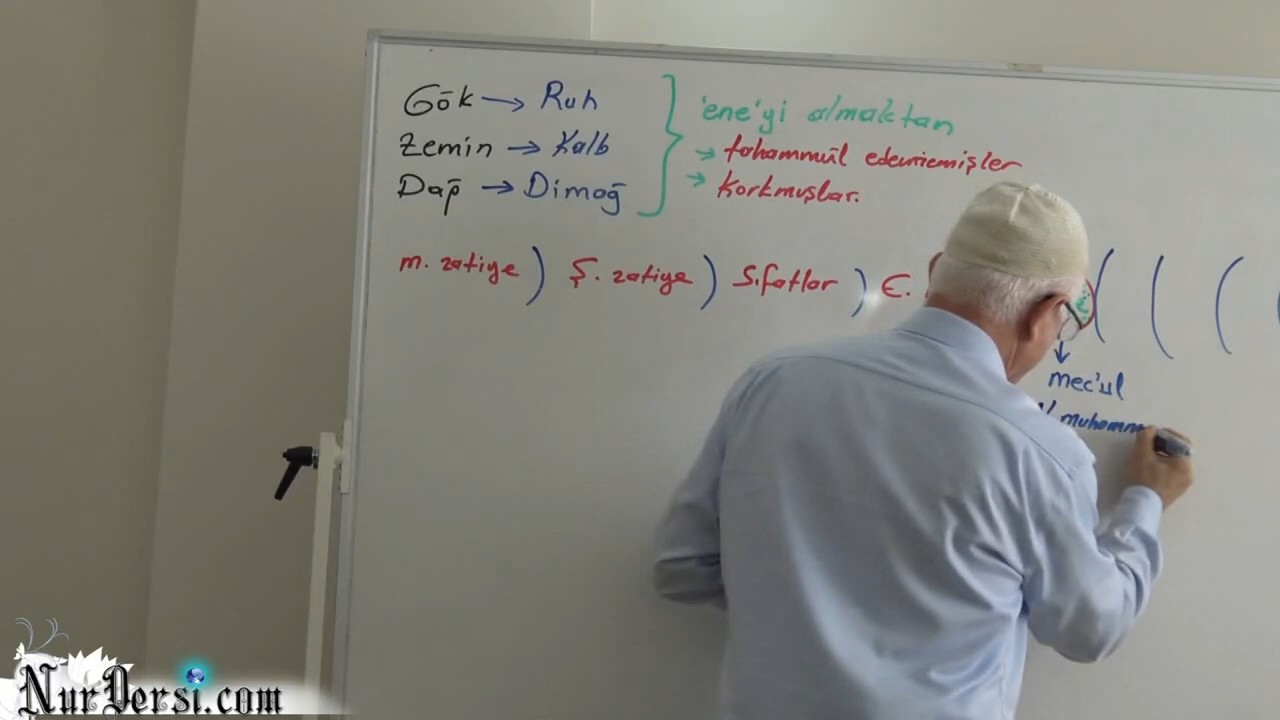 Gök → Ruh
Zemin → Kalb
Dağ → Dimağ
'ene'yi almaktan
→ tahammül edememişler
→ Korkmuşlar.
m. zatiye ) Ş. zatiye ) Sıfatlar ) E.
mec'ul
muhamm
NurDersi.com